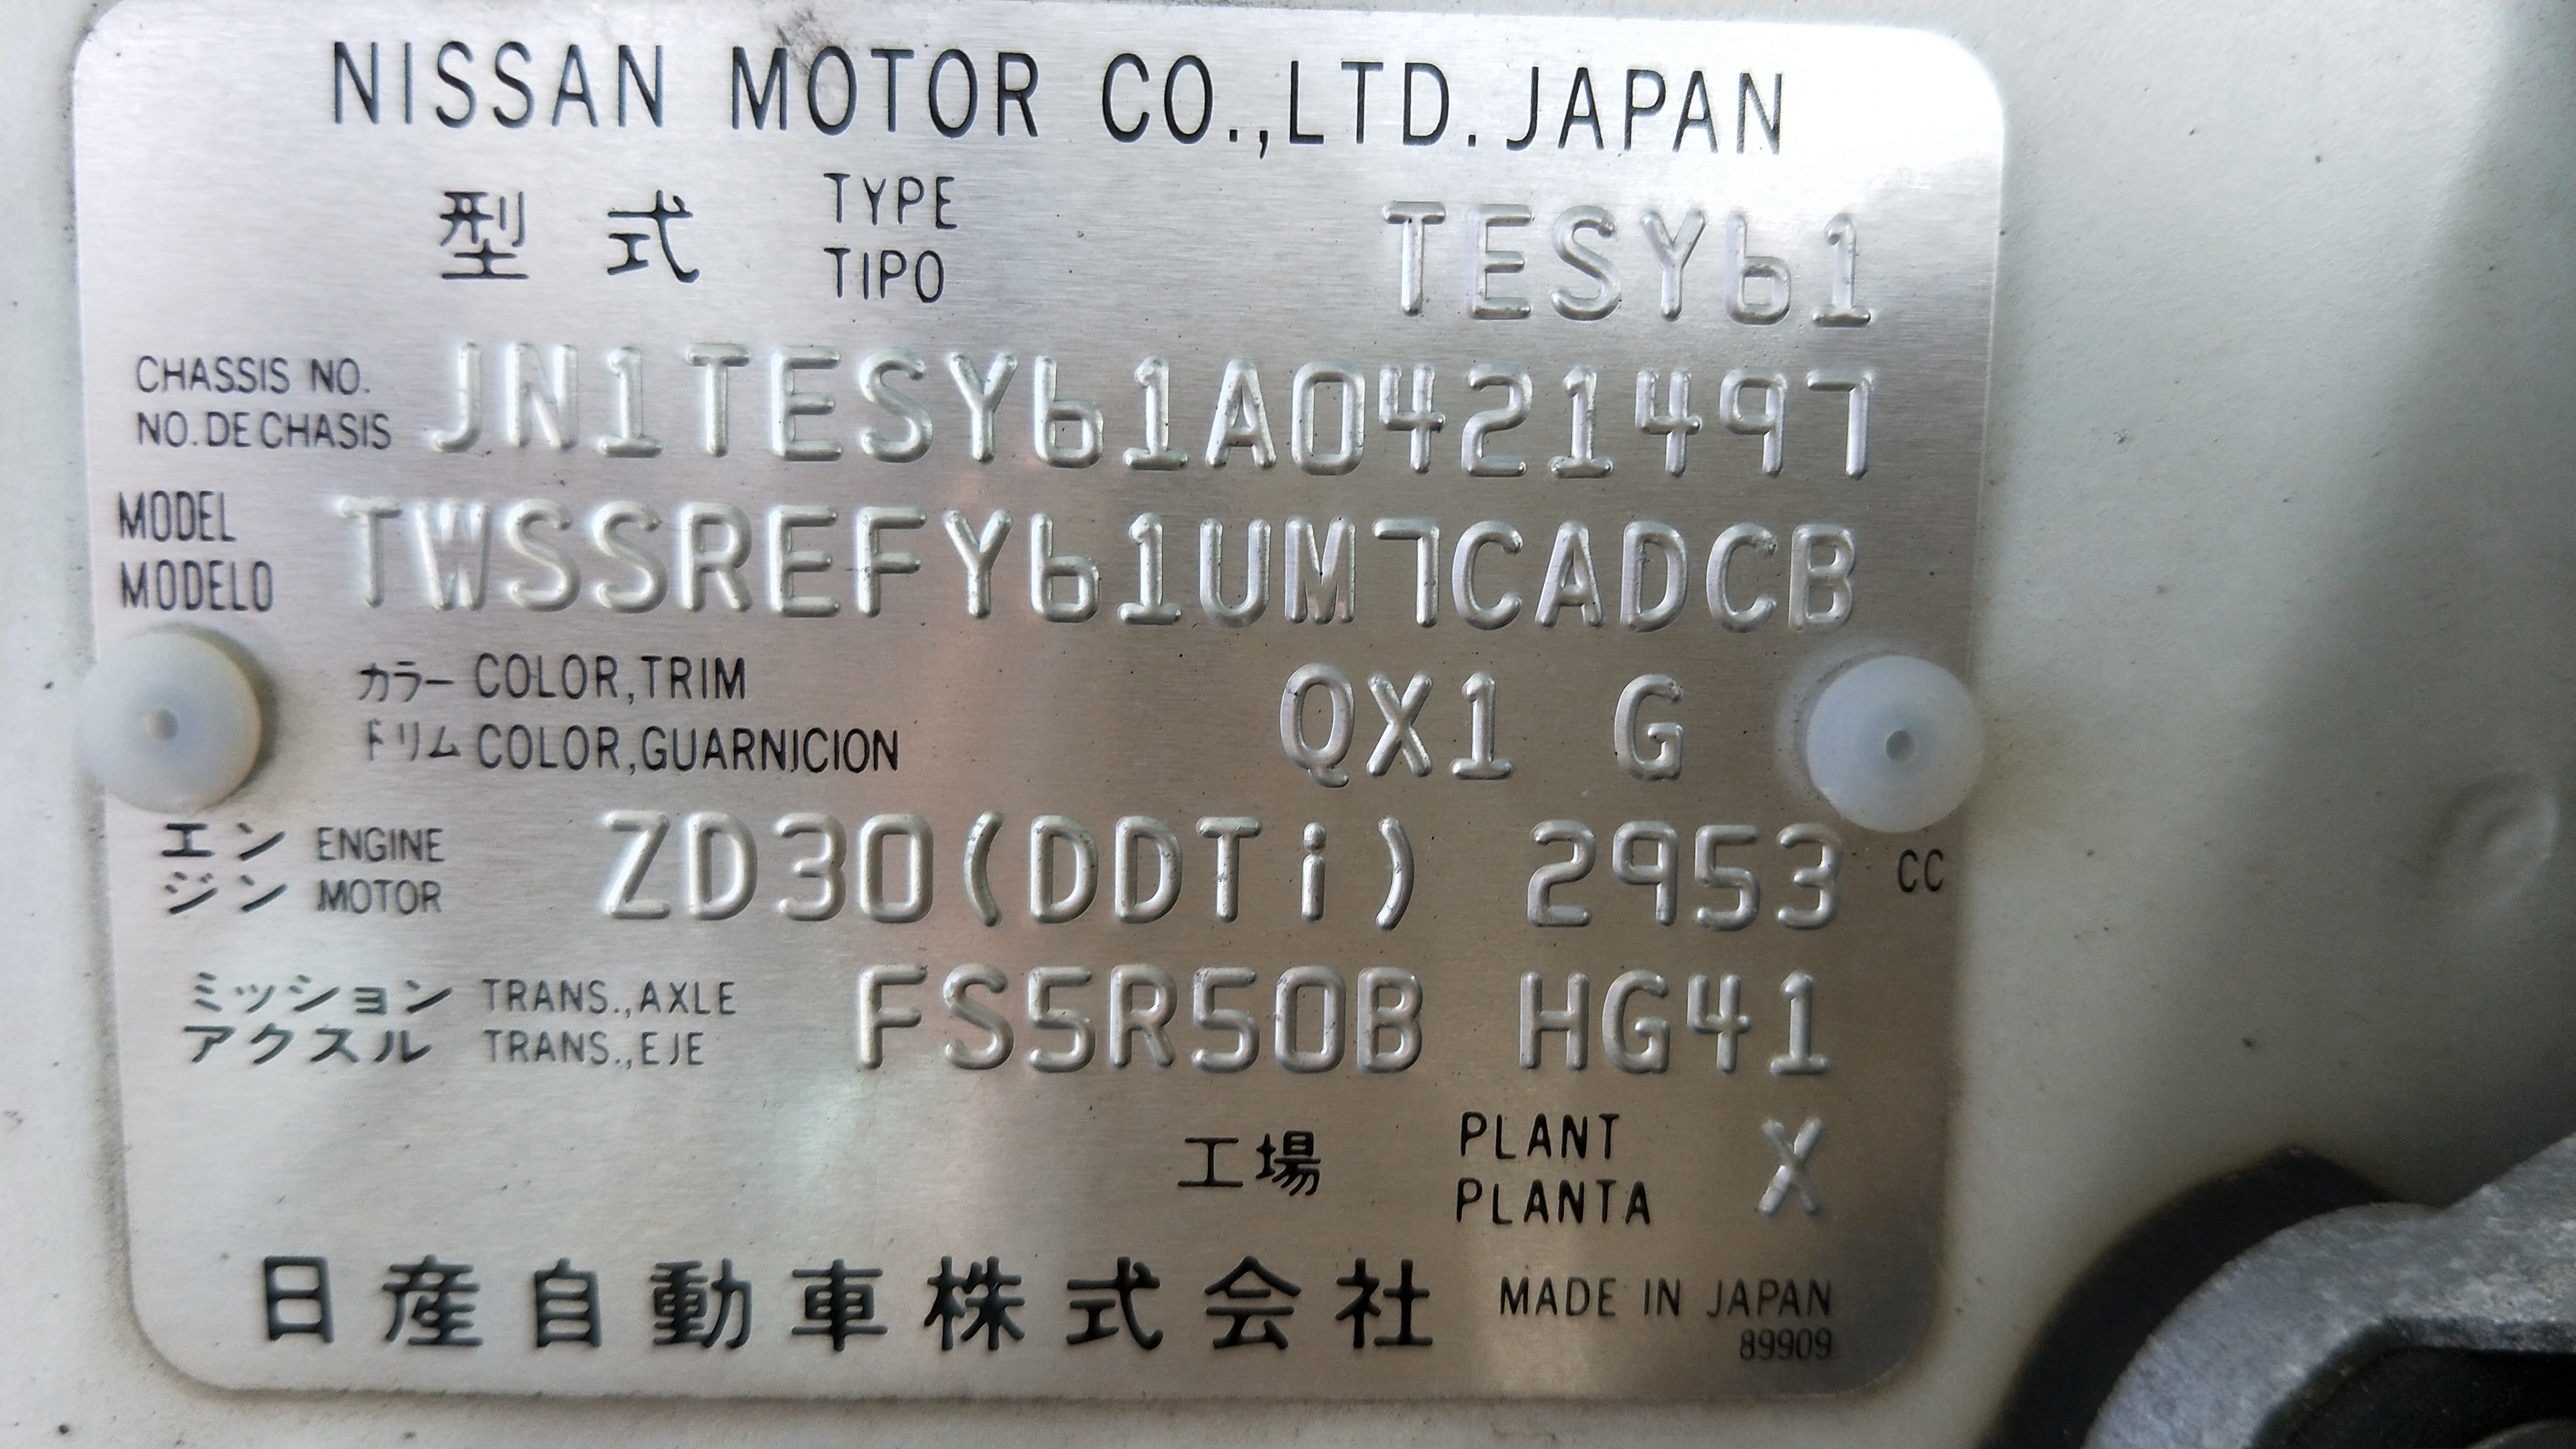 NISSAN MOTOR CO.,LTD. JAPAN
型式 TYPE TESY61
TIPO
CHASSIS NO. JN1TESY61A0421497
NO. DE CHASIS
MODEL TWSSREFY61UM7CADCB
MODELO
カラー COLOR,TRIM QX1 G
トリム COLOR,GUARNICION
エンジン ENGINE ZD30(DDTi) 2953 CC
MOTOR
ミッション TRANS.,AXLE FS5R50B HG41
アクスル TRANS.,EJE
工場 PLANT X
PLANTA
日産自動車株式会社 MADE IN JAPAN
89909